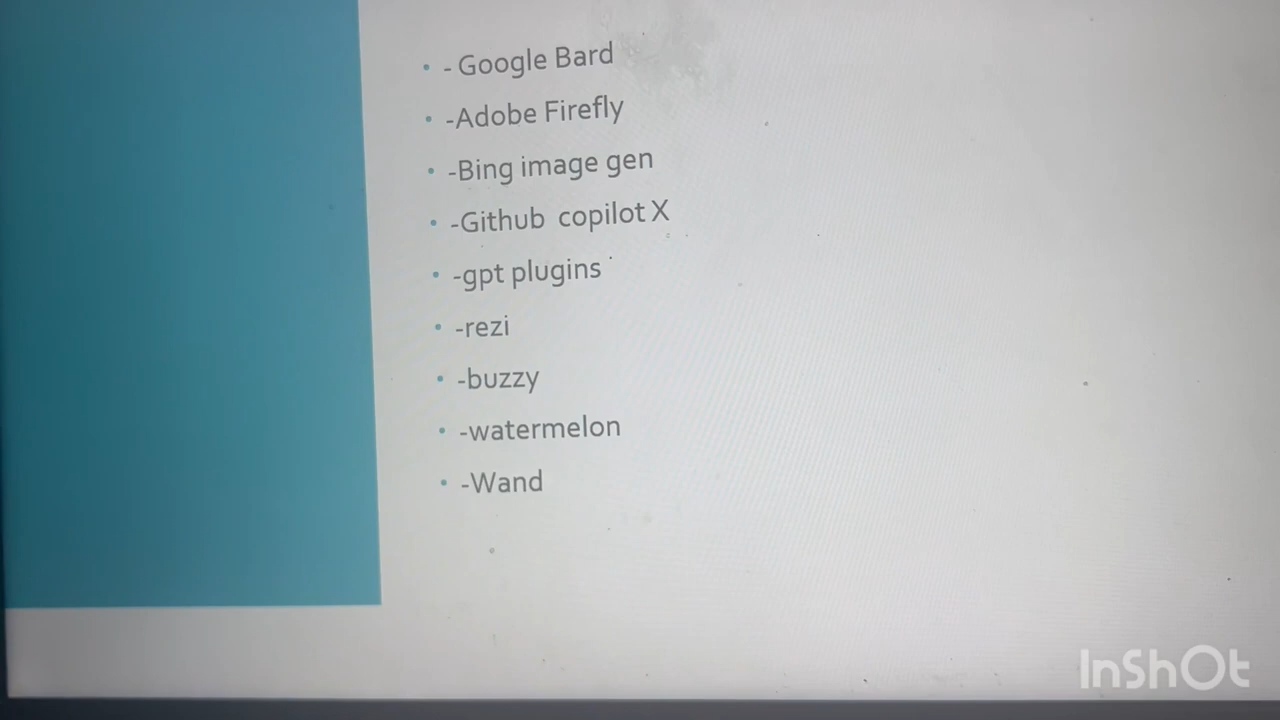 • - Google Bard
• -Adobe Firefly
• -Bing image gen
• -Github copilot X
• -gpt plugins
• -rezi
• -buzzy
• -watermelon
• -Wand
InShOt